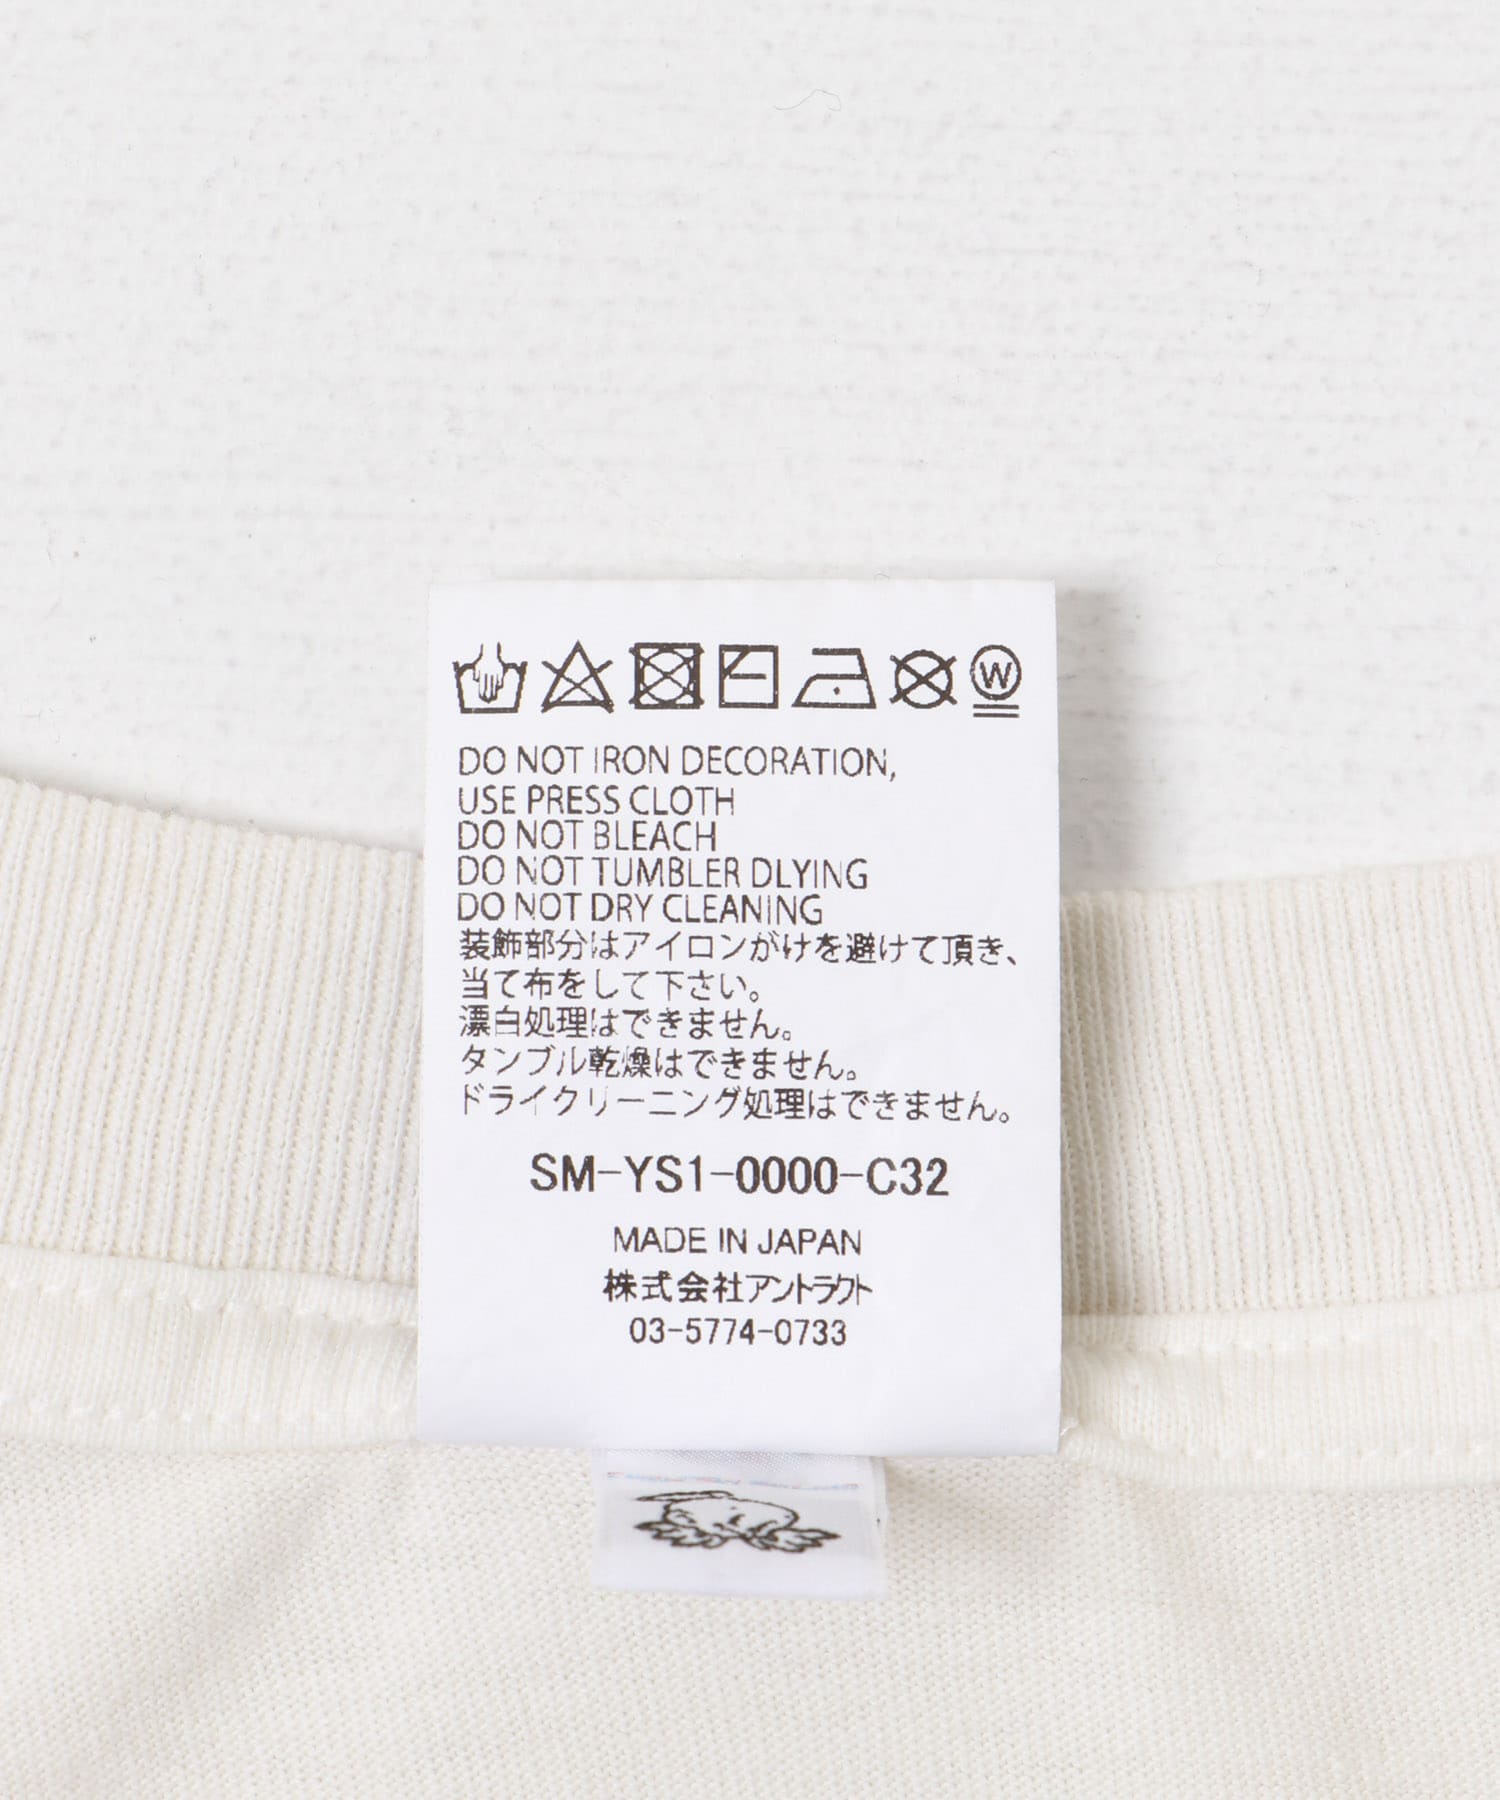 W
DO NOT IRON DECORATION,
USE PRESS CLOTH
DO NOT BLEACH
DO NOT TUMBLER DLYING
DO NOT DRY CLEANING
装飾部分はアイロンがけを避けて頂き、
当て布をして下さい。
漂白処理はできません。
タンブル乾燥はできません。
ドライクリーニング処理はできません。
SM-YS1-0000-C32
MADE IN JAPAN
株式会社アントラクト
03-5774-0733